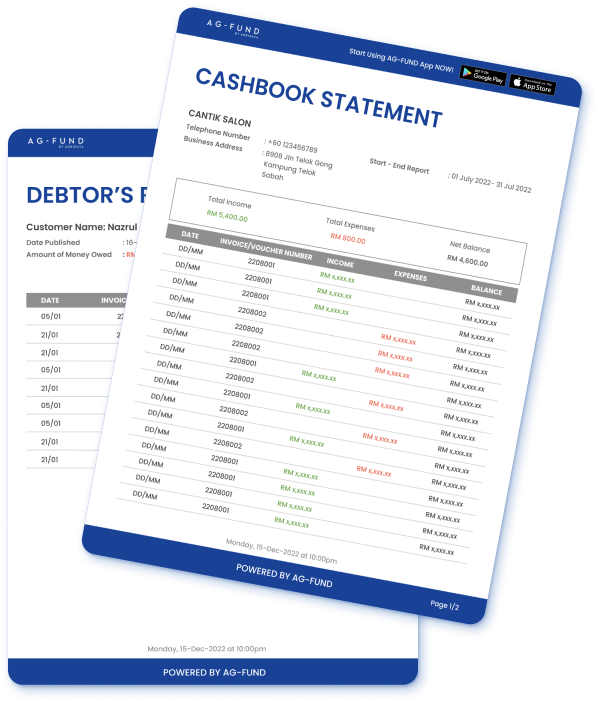 AG-FUND
BY AGROBATE
Start Using AG-FUND App NOW!
GET IT ON
Google Play
Download on the
App Store
CASHBOOK STATEMENT
CANTIK SALON
Telephone Number : +60 123456789
Business Address : 8908 Jln Telok Gong
Kampung Telok
Sabah
Start - End Report : 01 July 2022- 31 Jul 2022
Total Income Total Expenses Net Balance
RM 5,400.00 RM 800.00 RM 4,600.00
DATE INVOICE/VOUCHER NUMBER INCOME EXPENSES BALANCE
DD/MM 2208001 RM x,xxx.xx RM x,xxx.xx
DD/MM 2208001 RM x,xxx.xx RM x,xxx.xx
DD/MM 2208001 RM x,xxx.xx RM x,xxx.xx
DD/MM 2208002 RM x,xxx.xx RM x,xxx.xx
DD/MM 2208002 RM x,xxx.xx RM x,xxx.xx
DD/MM 2208002 RM x,xxx.xx RM x,xxx.xx
DD/MM 2208001 RM x,xxx.xx RM x,xxx.xx
DD/MM 2208002 RM x,xxx.xx RM x,xxx.xx
DD/MM 2208001 RM x,xxx.xx RM x,xxx.xx
DD/MM 2208002 RM x,xxx.xx RM x,xxx.xx
DD/MM 2208001 RM x,xxx.xx RM x,xxx.xx
DD/MM 2208002 RM x,xxx.xx RM x,xxx.xx
DD/MM 2208001 RM x,xxx.xx RM x,xxx.xx
DD/MM 2208001 RM x,xxx.xx RM x,xxx.xx
DD/MM 2208001 RM x,xxx.xx RM x,xxx.xx
DD/MM 2208001 RM x,xxx.xx RM x,xxx.xx
Monday, 15-Dec-2022 at 10:00pm
POWERED BY AG-FUND
Page 1/2
AG-FUND
DEBTOR'S
Customer Name: Nazrul
Date Published : 16-
Amount of Money Owed : RM
DATE INVOIC
05/01 22
21/01 2
21/01
05/01
21/01
05/01
05/01
21/01
21/01
Monday, 15-Dec-2022 at 10:00pm
POWERED BY AG-FUND